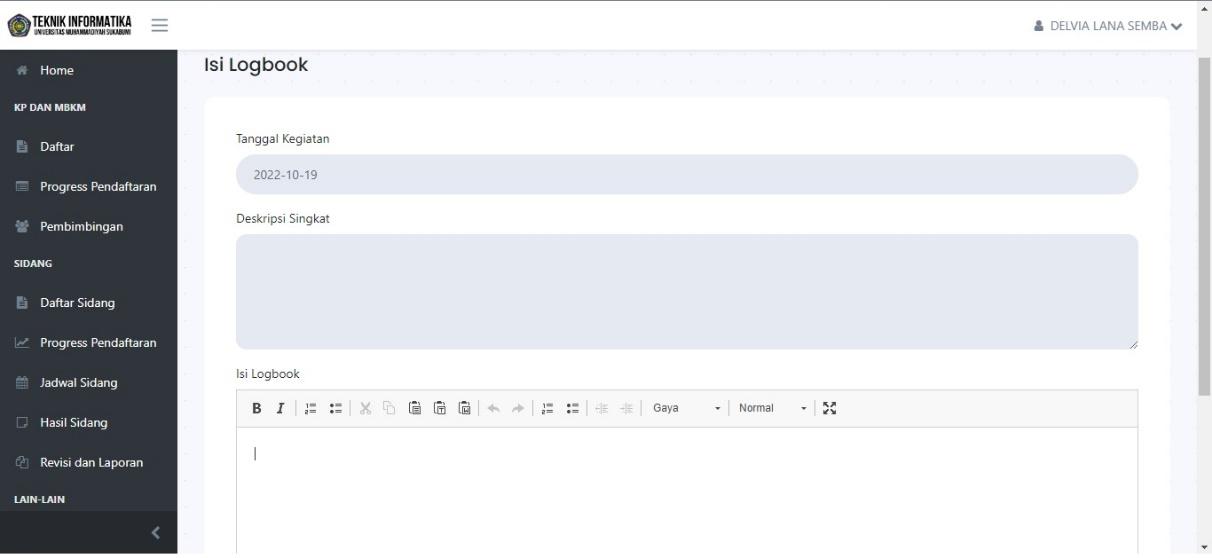 TEKNIK INFORMATIKA
UNIVERSITAS MUHAMMADIYAH SUKABUMI
DELVIA LANA SEMBA
Home
KP DAN MBKM
Daftar
Progress Pendaftaran
Pembimbingan
SIDANG
Daftar Sidang
Progress Pendaftaran
Jadwal Sidang
Hasil Sidang
Revisi dan Laporan
LAIN-LAIN
Isi Logbook
Tanggal Kegiatan
2022-10-19
Deskripsi Singkat
Isi Logbook
B I Gaya Normal